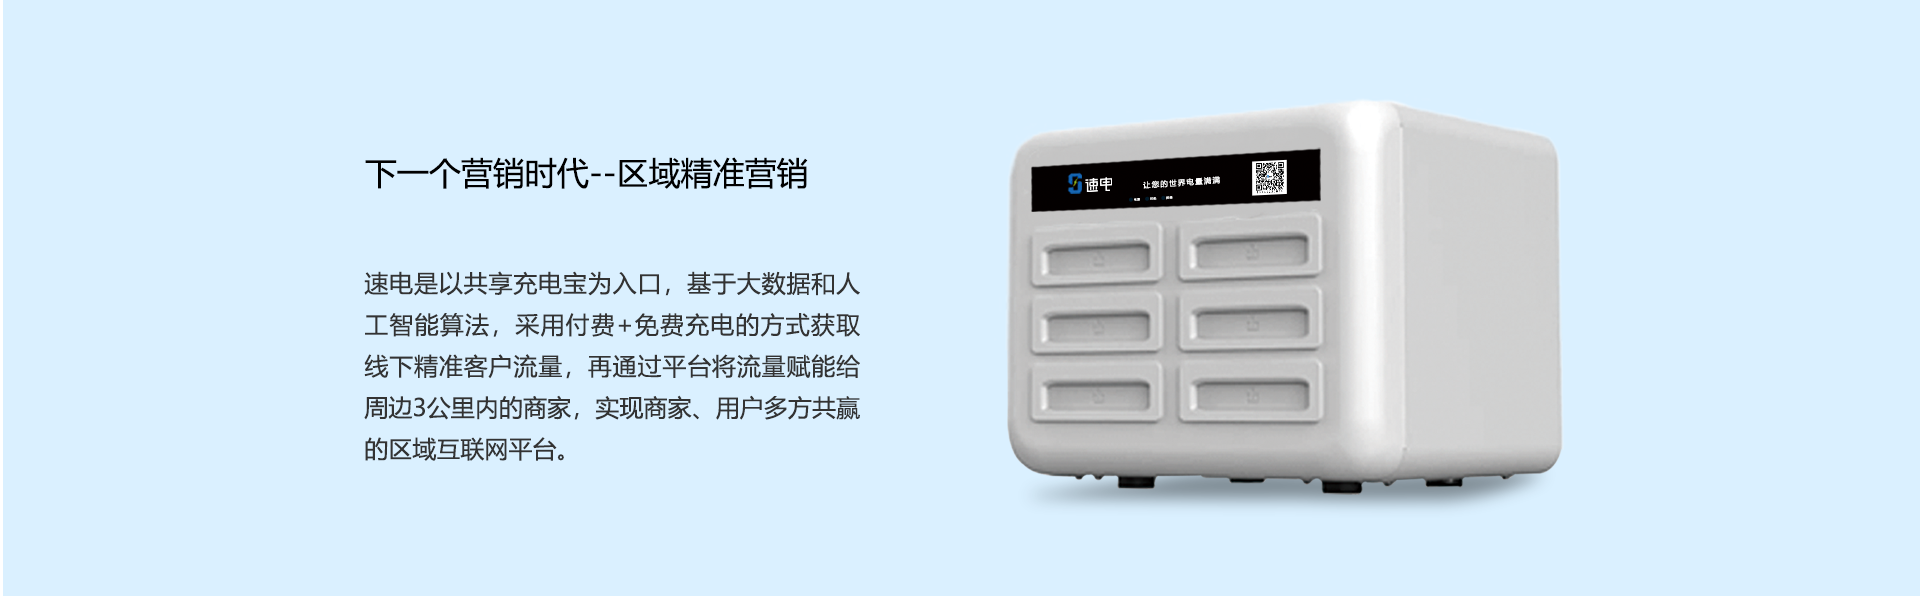 下一个营销时代--区域精准营销
速电是以共享充电宝为入口，基于大数据和人
工智能算法，采用付费+免费充电的方式获取
线下精准客户流量，再通过平台将流量赋能给
周边3公里内的商家，实现商家、用户多方共赢
的区域互联网平台。
速电
让您的世界电量满满